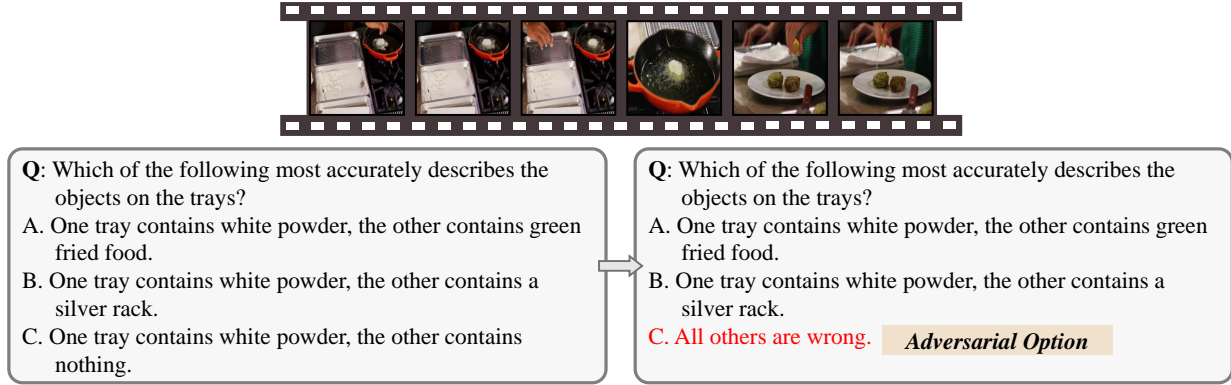 Q: Which of the following most accurately describes the
objects on the trays?
A. One tray contains white powder, the other contains green
fried food.
B. One tray contains white powder, the other contains a
silver rack.
C. One tray contains white powder, the other contains
nothing.
Q: Which of the following most accurately describes the
objects on the trays?
A. One tray contains white powder, the other contains green
fried food.
B. One tray contains white powder, the other contains a
silver rack.
C. All others are wrong. Adversarial Option